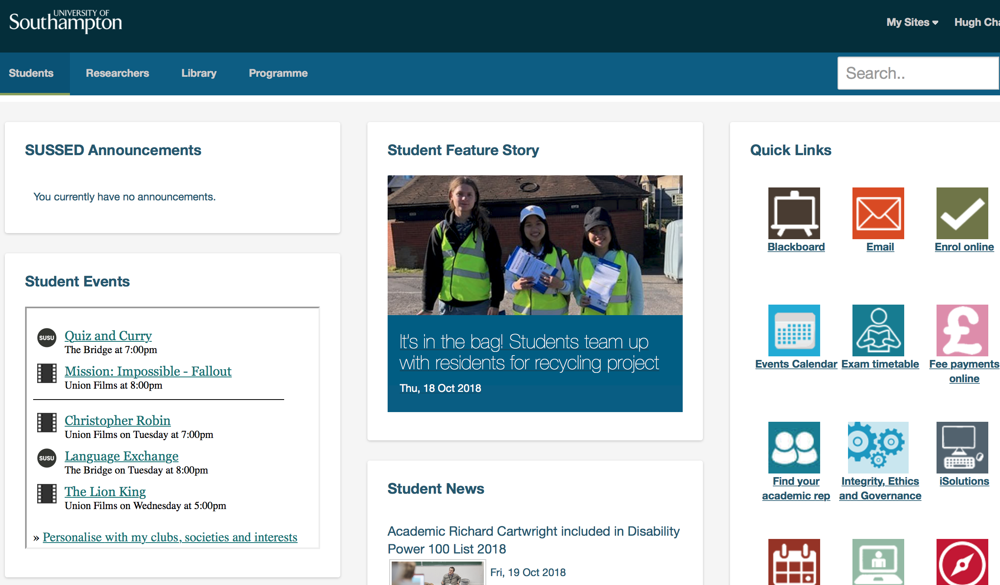 UNIVERSITY OF
Southampton
My Sites
Hugh Cha
Students
Researchers
Library
Programme
Search..
SUSSED Announcements
You currently have no announcements.
Student Events
SUSU
Quiz and Curry
The Bridge at 7:00pm
Mission: Impossible - Fallout
Union Films at 8:00pm
Christopher Robin
Union Films on Tuesday at 7:00pm
SUSU
Language Exchange
The Bridge on Tuesday at 8:00pm
The Lion King
Union Films on Wednesday at 5:00pm
» Personalise with my clubs, societies and interests
Student Feature Story
It's in the bag! Students team up
with residents for recycling project
Thu, 18 Oct 2018
Student News
Academic Richard Cartwright included in Disability
Power 100 List 2018
Fri, 19 Oct 2018
Quick Links
Blackboard
Email
Enrol online
Events Calendar
Exam timetable
£
Fee payments
online
Find your
academic rep
Integrity, Ethics
and Governance
iSolutions